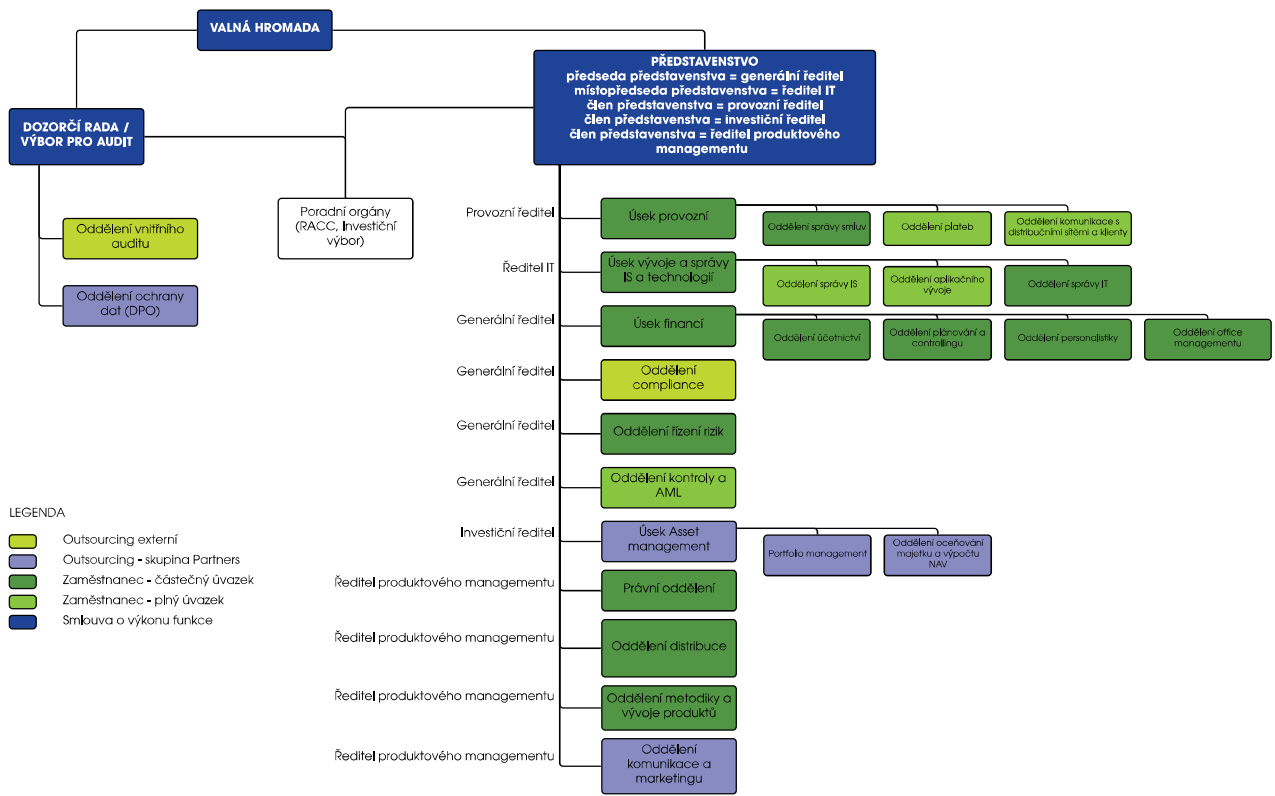 VALNÁ HROMADA
PŘEDSTAVENSTVO
předseda představenstva = generální ředitel
místopředseda představenstva = ředitel IT
člen představenstva = provozní ředitel
člen představenstva = investiční ředitel
člen představenstva = ředitel produktového
managementu
DOZORČÍ RADA /
VÝBOR PRO AUDIT
Oddělení vnitřního
auditu
Oddělení ochrany
dat (DPO)
Poradní orgány
(RACC, Investiční
výbor)
Provozní ředitel
Úsek provozní
Oddělení správy smluv
Oddělení plateb
Oddělení komunikace s
distribučními sítěmi a klienty
Ředitel IT
Úsek vývoje a správy
IS a technologií
Oddělení správy IS
Oddělení aplikačního
vývoje
Oddělení správy IT
Generální ředitel
Úsek financí
Oddělení účetnictví
Oddělení plánování a
controllingu
Oddělení personalistiky
Oddělení office
managementu
Generální ředitel
Oddělení
compliance
Generální ředitel
Oddělení řízení rizik
Generální ředitel
Oddělení kontroly a
AML
Investiční ředitel
Úsek Asset
management
Portfolio management
Oddělení oceňování
majetku a výpočtu
NAV
Ředitel produktového managementu
Právní oddělení
Ředitel produktového managementu
Oddělení distribuce
Ředitel produktového managementu
Oddělení metodiky a
vývoje produktů
Ředitel produktového managementu
Oddělení
komunikace a
marketingu
LEGENDA
Outsourcing externí
Outsourcing - skupina Partners
Zaměstnanec - částečný úvazek
Zaměstnanec - plný úvazek
Smlouva o výkonu funkce